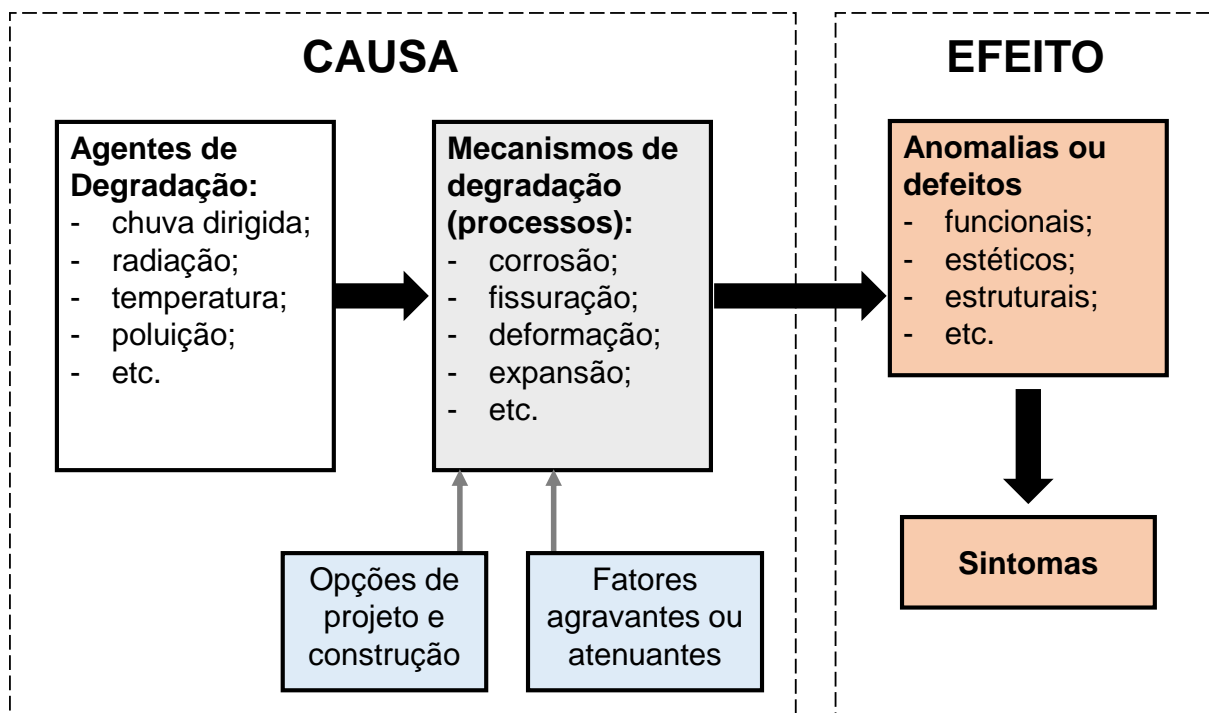 CAUSA
Agentes de
Degradação:
- chuva dirigida;
- radiação;
- temperatura;
- poluição;
- etc.
Mecanismos de
degradação
(processos):
- corrosão;
- fissuração;
- deformação;
- expansão;
- etc.
Opções de
projeto e
construção
Fatores
agravantes ou
atenuantes
EFEITO
Anomalias ou
defeitos
- funcionais;
- estéticos;
- estruturais;
- etc.
Sintomas